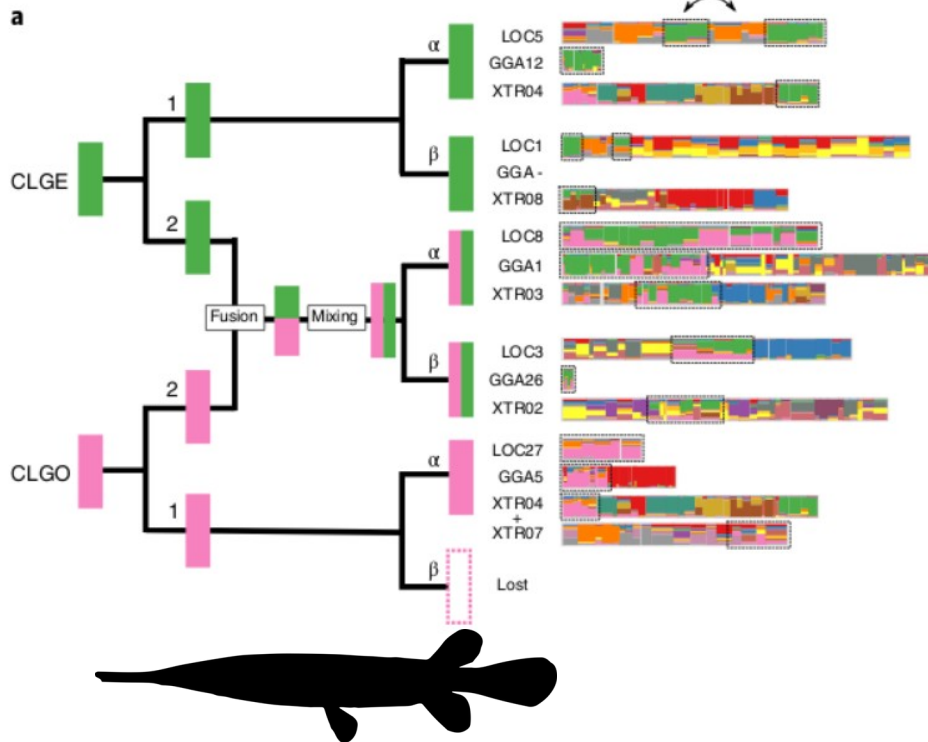 a
α
LOC5
GGA12
XTR04
1
β
LOC1
GGA -
XTR08
CLGE
2
α
LOC8
GGA1
XTR03
Fusion
Mixing
β
LOC3
GGA26
XTR02
2
CLGO
α
LOC27
GGA5
XTR04
+
XTR07
1
β
Lost